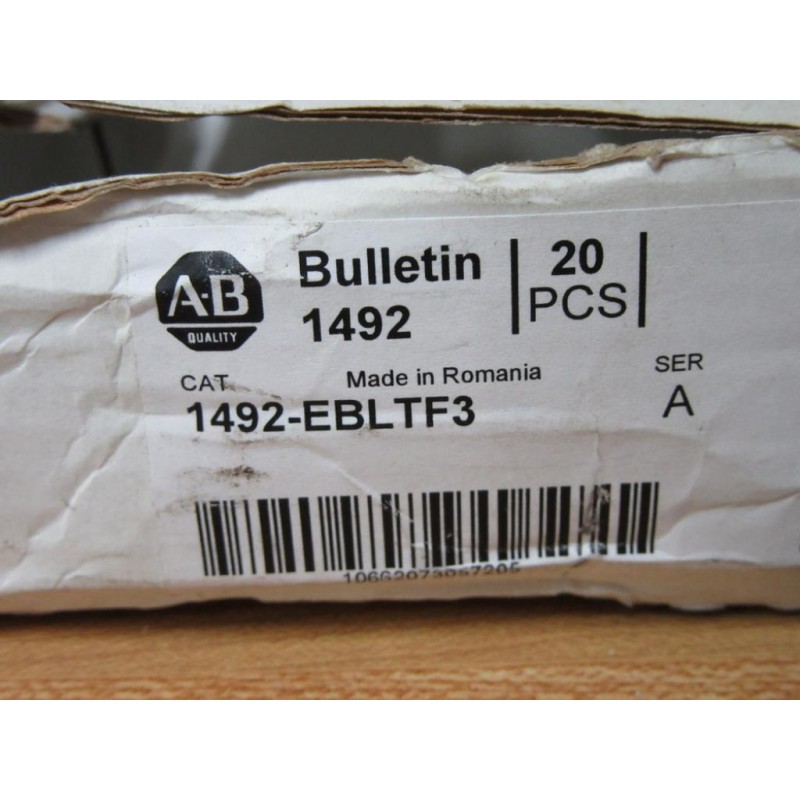 A-B
QUALITY
Bulletin
1492
20
PCS
CAT
Made in Romania
SER
1492-EBLTF3
A